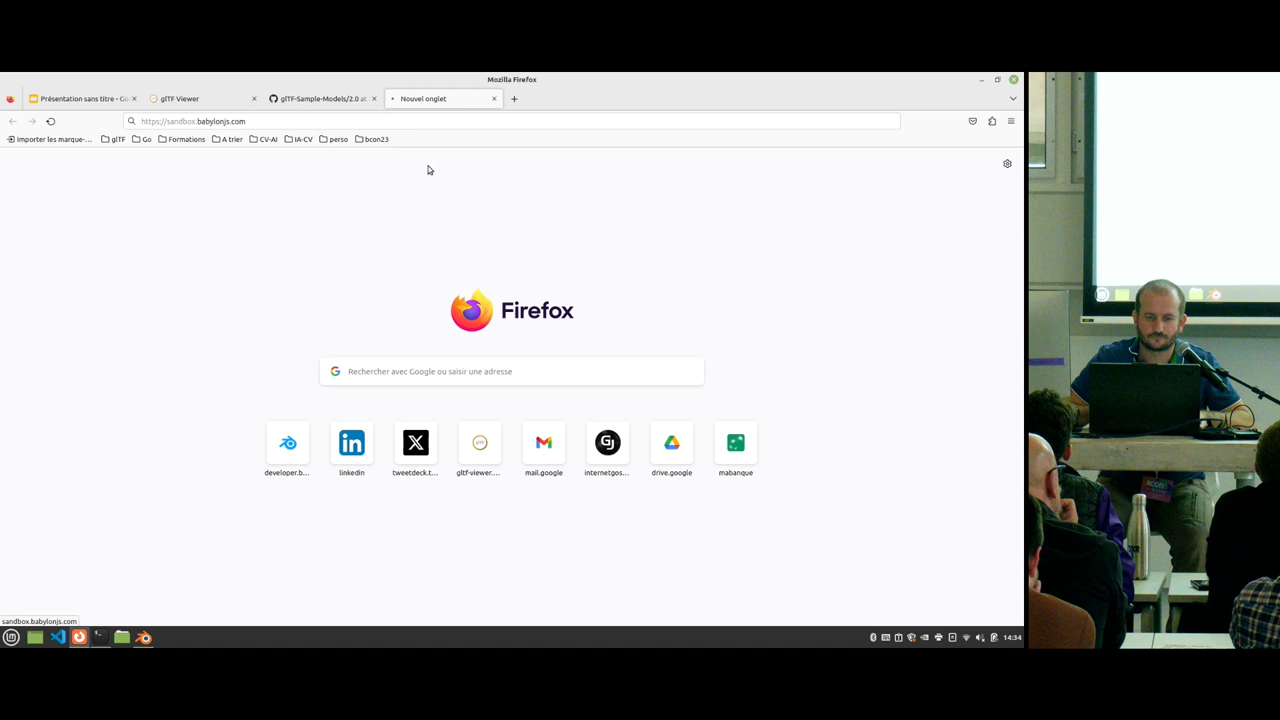 Mozilla Firefox
Présentation sans titre - Go
glTF Viewer
glTF-Sample-Models/2.0 at
Nouvel onglet
https://sandbox.babylonjs.com
Importer les marque-...
glTF
Go
Formations
A trier
CV-AI
IA-CV
perso
bcon23
Firefox
Rechercher avec Google ou saisir une adresse
in
glTF
GJ
developer.b...
linkedin
tweetdeck.t...
gltf-viewer....
mail.google
internetgos...
drive.google
mabanque
sandbox.babylonjs.com
14:34